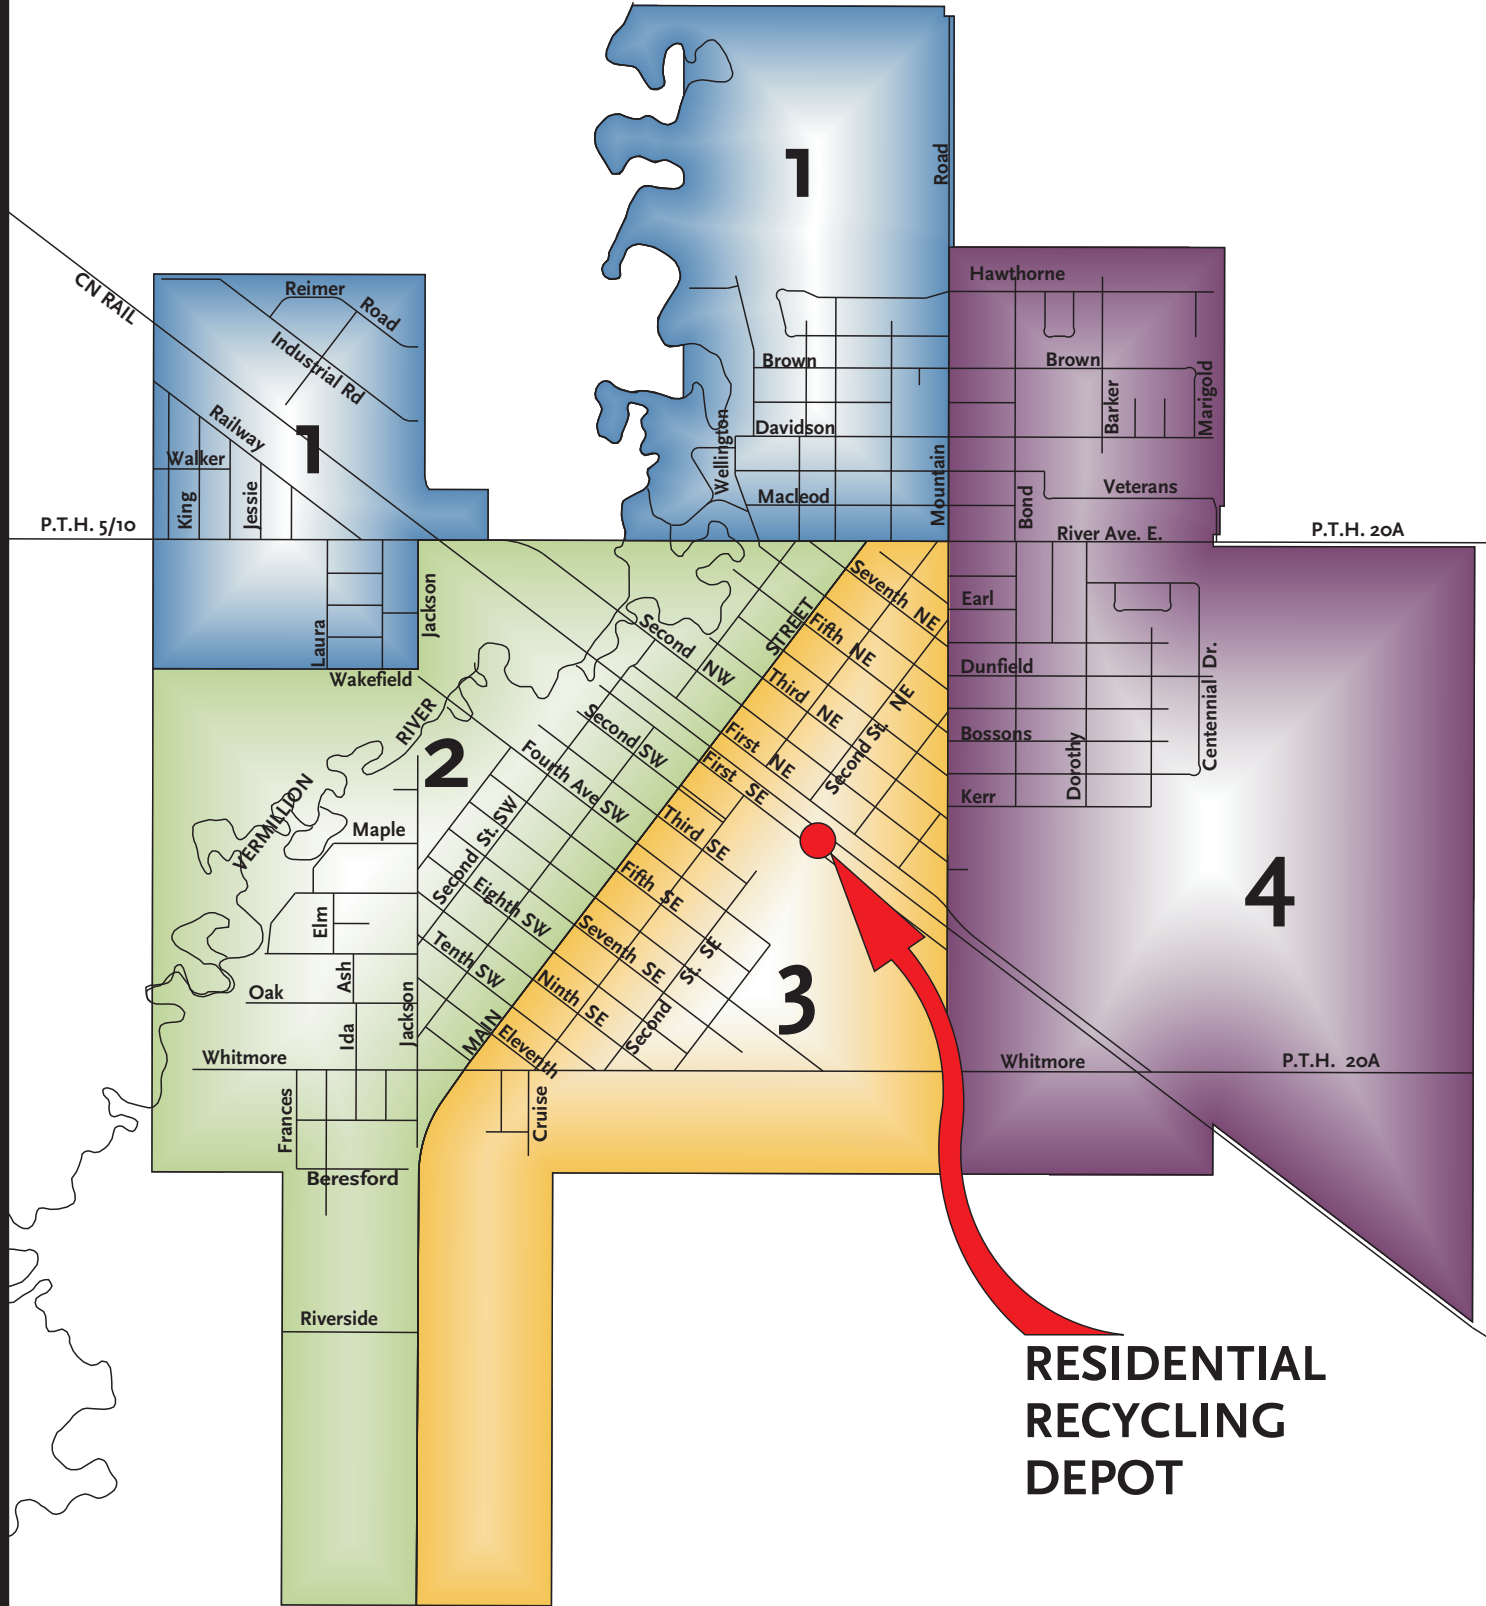 1
Road
Hawthorne
CN RAIL
Reimer
Road
Industrial Rd
Brown
Brown
Barker
Marigold
Railway
1
Walker
King
Jessie
Davidson
Wellington
Mountain
Macleod
Bond
Veterans
P.T.H. 5/10
River Ave. E.
P.T.H. 20A
Jackson
Laura
Wakefield
STREET
Seventh NE
Fifth NE
Third NE
First NE
Second St. NE
Second NW
Earl
Dunfield
Bossons
Kerr
Dorothy
Centennial Dr.
RIVER
VERMILLION
2
Second SW
Fourth Ave SW
Second St. SW
Eighth SW
Tenth SW
First SE
Third SE
Fifth SE
Seventh SE
Ninth SE
Eleventh
Second St. SE
MAIN
Maple
Elm
Ash
Oak
Ida
Jackson
3
4
Whitmore
Whitmore
P.T.H. 20A
Frances
Cruise
Beresford
Riverside
RESIDENTIAL
RECYCLING
DEPOT